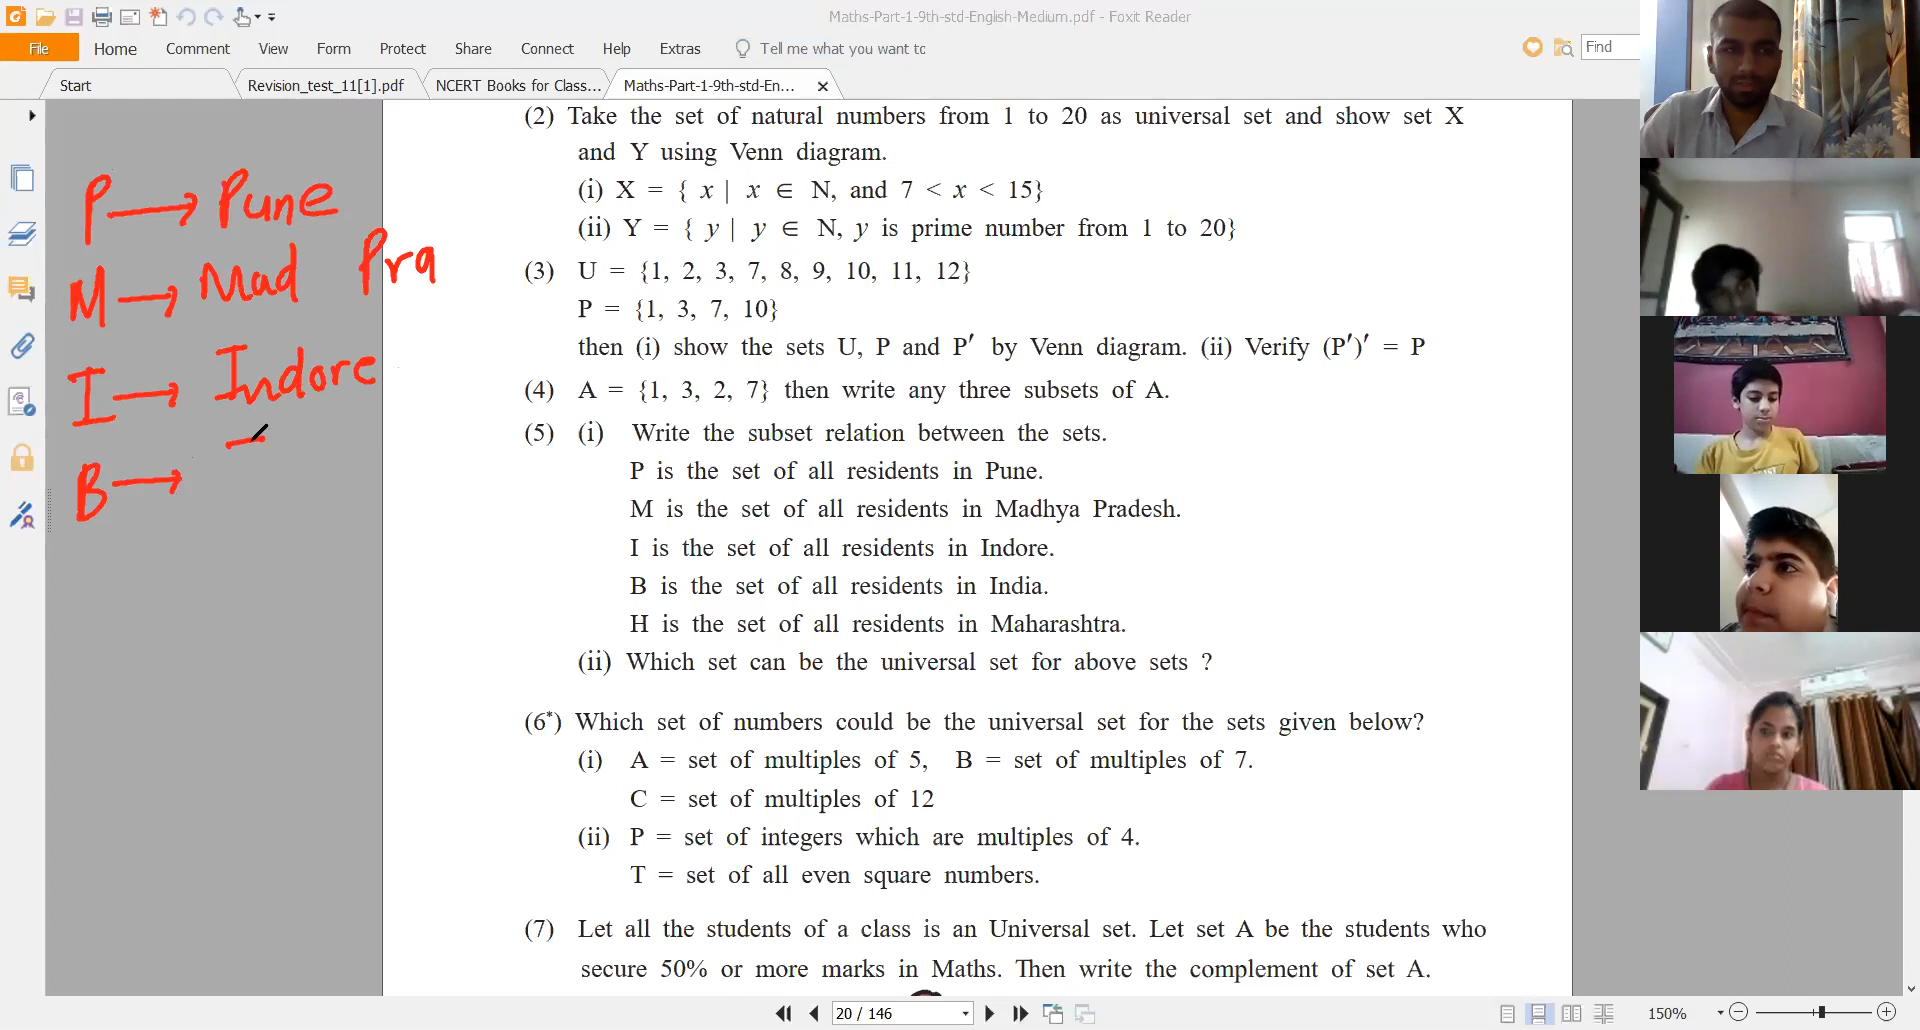 Maths-Part-1-9th-std-English-Medium.pdf - Foxit Reader
File Home Comment View Form Protect Share Connect Help Extras Tell me what you want to Find
Start Revision_test_11[1].pdf NCERT Books for Class... Maths-Part-1-9th-std-En...
(2) Take the set of natural numbers from 1 to 20 as universal set and show set X
and Y using Venn diagram.
(i) X = { x | x ∈ N, and 7 < x < 15}
(ii) Y = { y | y ∈ N, y is prime number from 1 to 20}
(3) U = {1, 2, 3, 7, 8, 9, 10, 11, 12}
P = {1, 3, 7, 10}
then (i) show the sets U, P and P′ by Venn diagram. (ii) Verify (P′)′ = P
(4) A = {1, 3, 2, 7} then write any three subsets of A.
(5) (i) Write the subset relation between the sets.
P is the set of all residents in Pune.
M is the set of all residents in Madhya Pradesh.
I is the set of all residents in Indore.
B is the set of all residents in India.
H is the set of all residents in Maharashtra.
(ii) Which set can be the universal set for above sets ?
(6*) Which set of numbers could be the universal set for the sets given below?
(i) A = set of multiples of 5, B = set of multiples of 7.
C = set of multiples of 12
(ii) P = set of integers which are multiples of 4.
T = set of all even square numbers.
(7) Let all the students of a class is an Universal set. Let set A be the students who
secure 50% or more marks in Maths. Then write the complement of set A.
P → Pune
M → Mad Pra
I → Indore
B →
20 / 146 150%